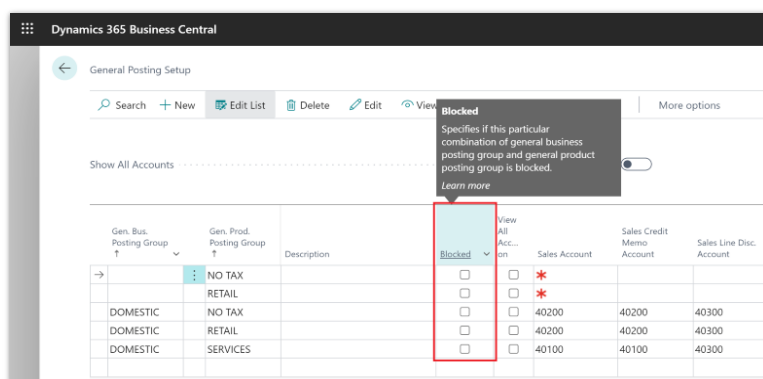 Dynamics 365 Business Central
General Posting Setup
Search New Edit List Delete Edit View More options
Blocked
Specifies if this particular
combination of general business
posting group and general product
posting group is blocked.
Learn more
Show All Accounts
Gen. Bus.
Posting Group
Gen. Prod.
Posting Group
Description
Blocked
View
All
Acc...
on
Sales Account
Sales Credit
Memo
Account
Sales Line Disc.
Account
NO TAX
RETAIL
DOMESTIC NO TAX 40200 40200 40300
DOMESTIC RETAIL 40200 40200 40300
DOMESTIC SERVICES 40100 40100 40300